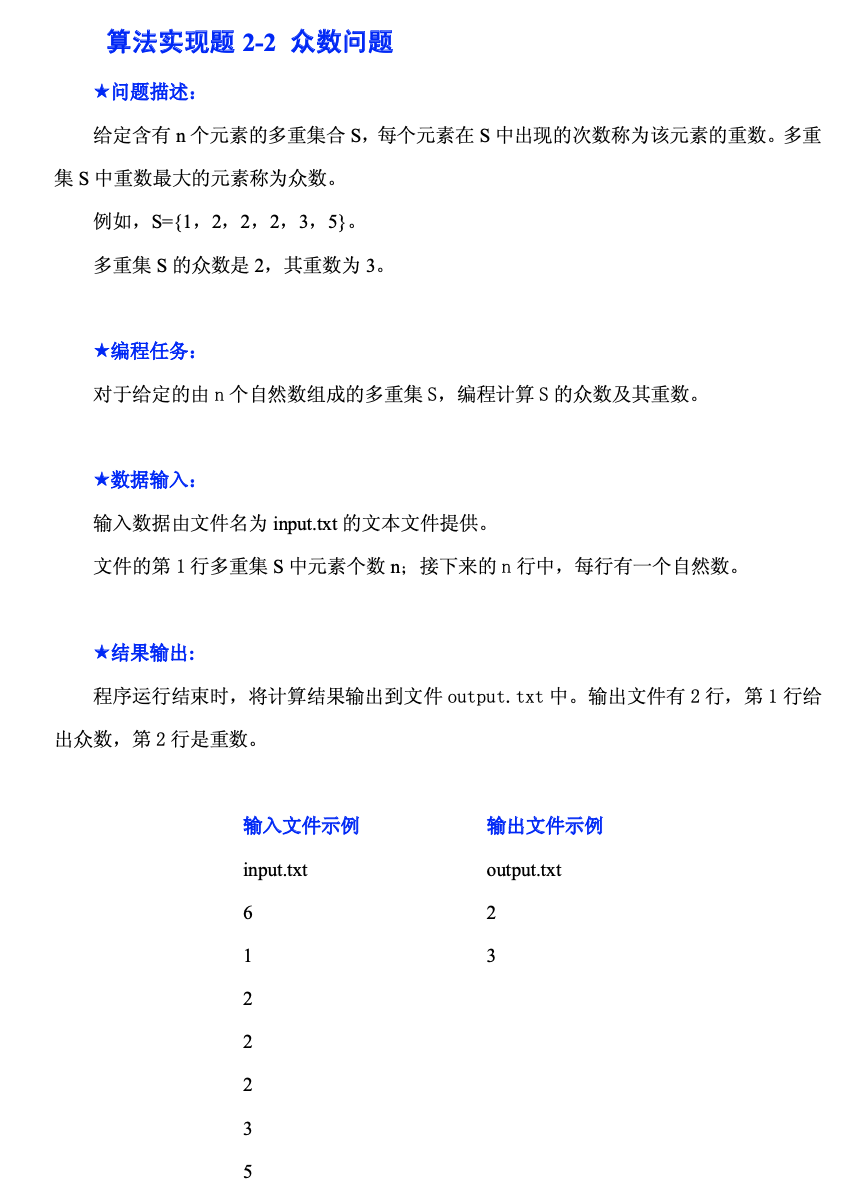 算法实现题 2-2 众数问题
★问题描述：
给定含有 n 个元素的多重集合 S，每个元素在 S 中出现的次数称为该元素的重数。多重
集 S 中重数最大的元素称为众数。
例如，S={1，2，2，2，3，5}。
多重集 S 的众数是 2，其重数为 3。
★编程任务：
对于给定的由 n 个自然数组成的多重集 S，编程计算 S 的众数及其重数。
★数据输入：
输入数据由文件名为 input.txt 的文本文件提供。
文件的第 1 行多重集 S 中元素个数 n；接下来的 n 行中，每行有一个自然数。
★结果输出:
程序运行结束时，将计算结果输出到文件 output.txt 中。输出文件有 2 行，第 1 行给
出众数，第 2 行是重数。
输入文件示例 输出文件示例
input.txt output.txt
6 2
1 3
2
2
2
3
5